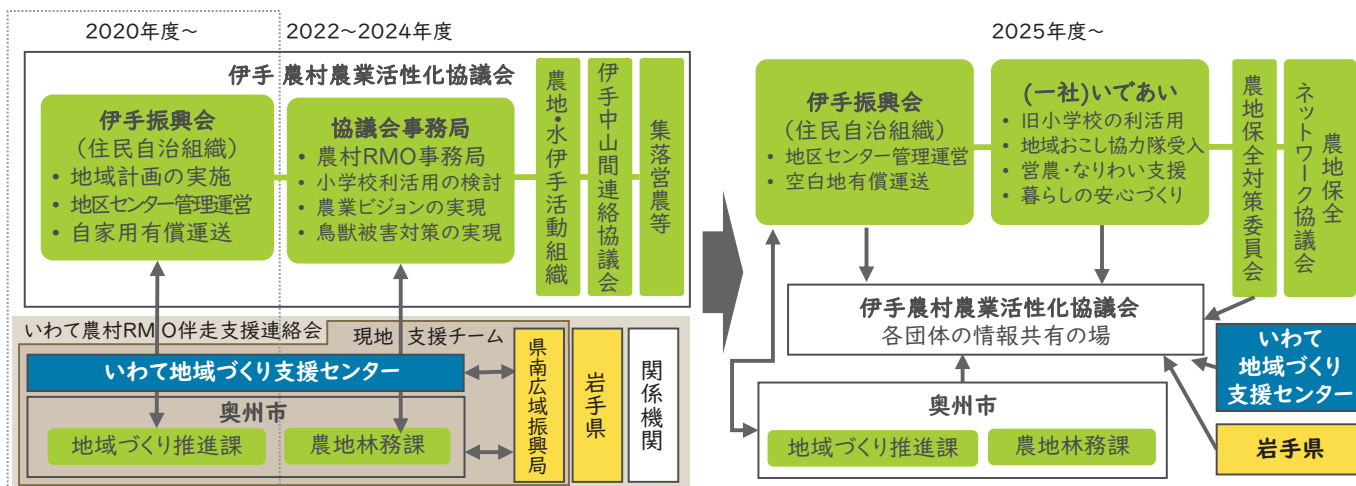 2020年度～
2022～2024年度
伊手 農村農業活性化協議会
伊手振興会
(住民自治組織)
• 地域計画の実施
• 地区センター管理運営
• 自家用有償運送
協議会事務局
• 農村RMO事務局
• 小学校利活用の検討
• 農業ビジョンの実現
• 鳥獣被害対策の実現
農地・水伊手活動組織
伊手中山間連絡協議会
集落営農等
いわて農村RMO伴走支援連絡会
現地支援チーム
いわて地域づくり支援センター
奥州市
地域づくり推進課
農地林務課
県南広域振興局
岩手県
関係機関
2025年度～
伊手振興会
(住民自治組織)
• 地区センター管理運営
• 空白地有償運送
(一社)いであい
• 旧小学校の利活用
• 地域おこし協力隊受入
• 営農・なりわい支援
• 暮らしの安心づくり
農地保全対策委員会
農地保全
ネットワーク協議会
伊手農村農業活性化協議会
各団体の情報共有の場
奥州市
地域づくり推進課
農地林務課
いわて
地域づくり
支援センター
岩手県